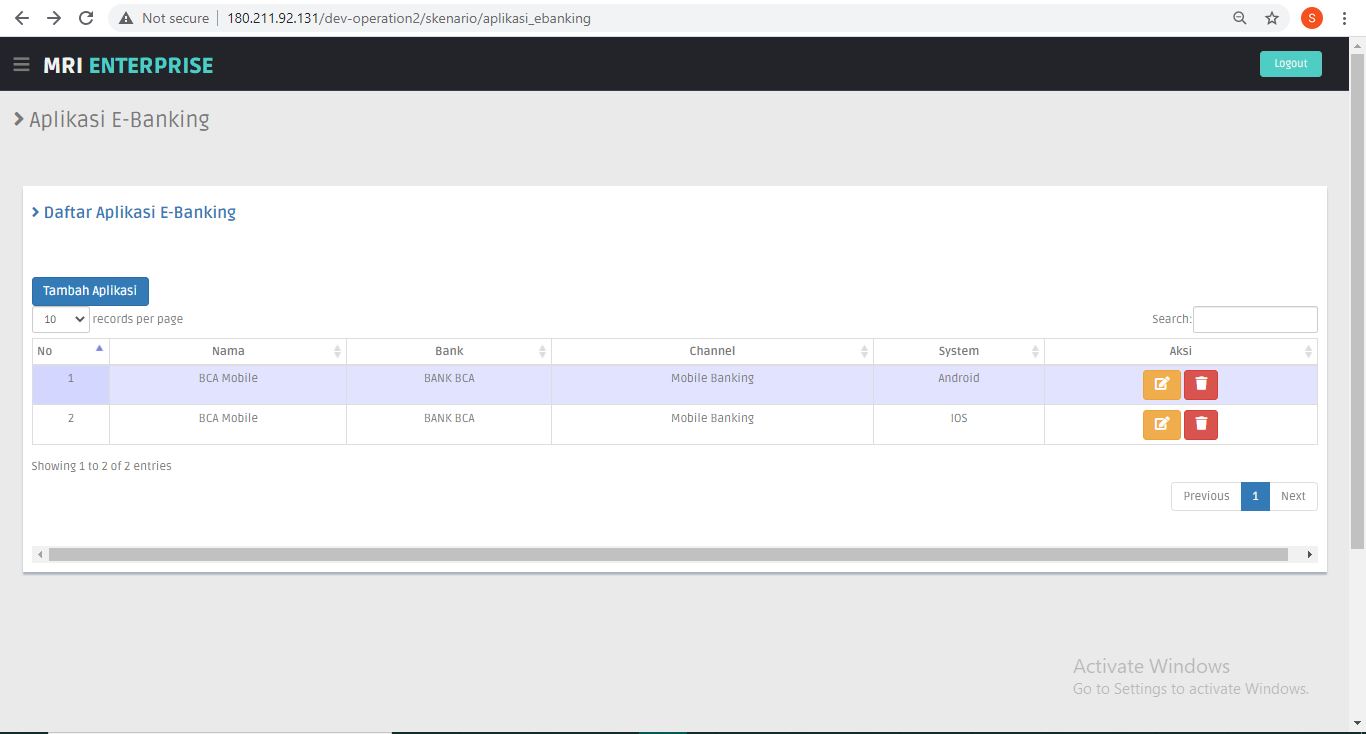 Not secure | 180.211.92.131/dev-operation2/skenario/aplikasi_ebanking
S
MRI ENTERPRISE
Logout
Aplikasi E-Banking
Daftar Aplikasi E-Banking
Tambah Aplikasi
10 records per page
Search:
No Nama Bank Channel System Aksi
1 BCA Mobile BANK BCA Mobile Banking Android
2 BCA Mobile BANK BCA Mobile Banking IOS
Showing 1 to 2 of 2 entries
Previous 1 Next
Activate Windows
Go to Settings to activate Windows.